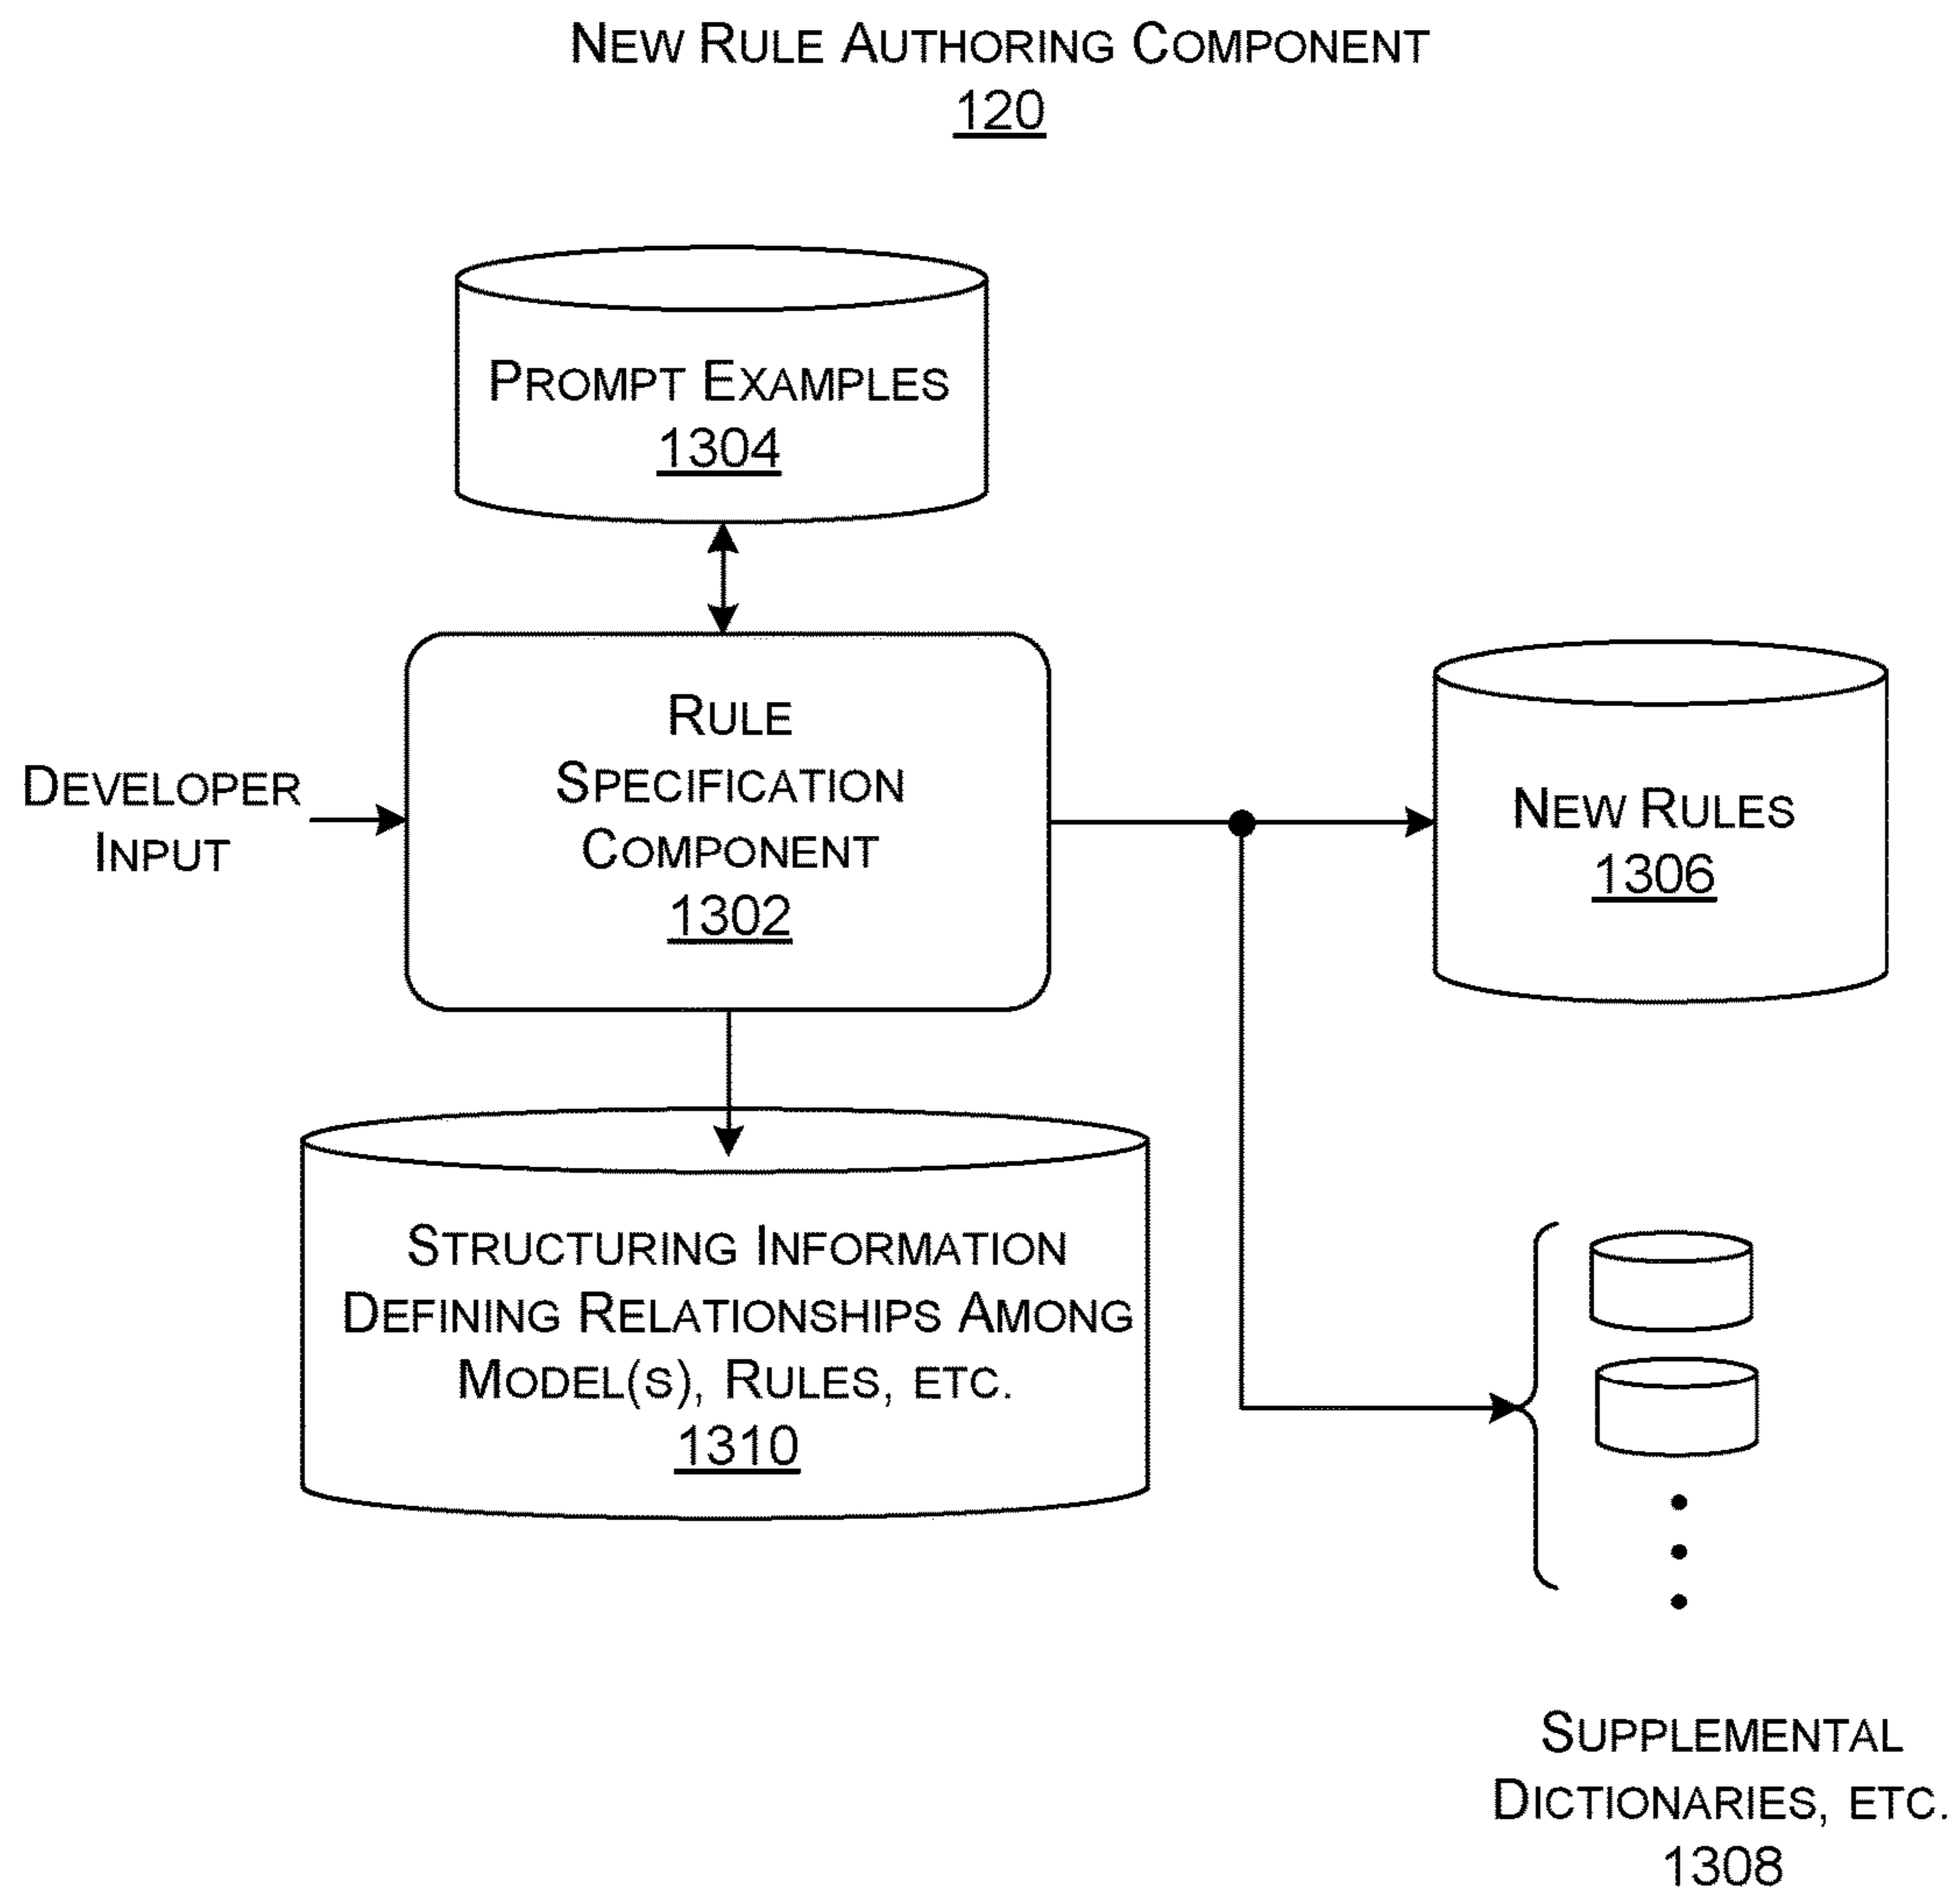 NEW RULE AUTHORING COMPONENT
120
PROMPT EXAMPLES
1304
RULE
SPECIFICATION
COMPONENT
1302
DEVELOPER
INPUT
NEW RULES
1306
STRUCTURING INFORMATION
DEFINING RELATIONSHIPS AMONG
MODEL(S), RULES, ETC.
1310
SUPPLEMENTAL
DICTIONARIES, ETC.
1308